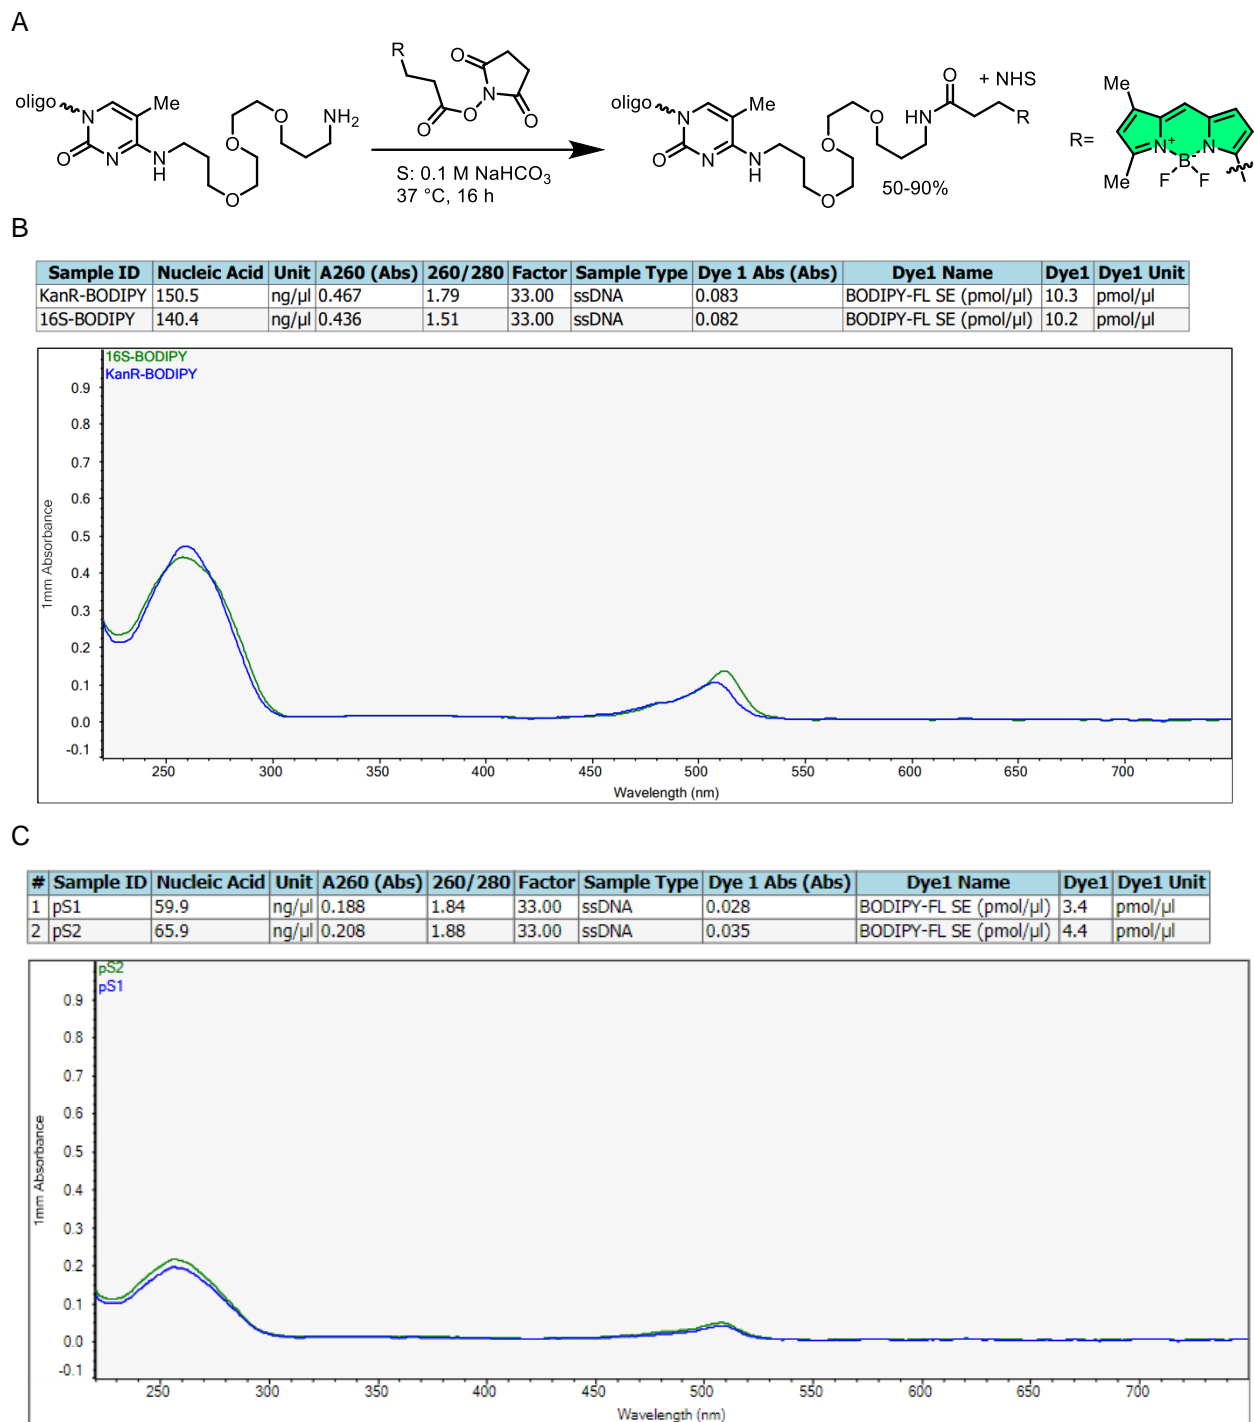 A
R
O
O
N
O
O
oligo
N
Me
O
N
N
H
O
O
O
NH2
S: 0.1 M NaHCO3
37 °C, 16 h
oligo
N
Me
O
N
N
H
O
O
O
HN
O
R
+ NHS
50-90%
R=
Me
Me
N+
B-
N
F
F
B
Sample ID Nucleic Acid Unit A260 (Abs) 260/280 Factor Sample Type Dye 1 Abs (Abs) Dye1 Name Dye1 Dye1 Unit
KanR-BODIPY 150.5 ng/µl 0.467 1.79 33.00 ssDNA 0.083 BODIPY-FL SE (pmol/µl) 10.3 pmol/µl
16S-BODIPY 140.4 ng/µl 0.436 1.51 33.00 ssDNA 0.082 BODIPY-FL SE (pmol/µl) 10.2 pmol/µl
16S-BODIPY
KanR-BODIPY
1mm Absorbance
0.9
0.8
0.7
0.6
0.5
0.4
0.3
0.2
0.1
0.0
-0.1
250 300 350 400 450 500 550 600 650 700
Wavelength (nm)
C
# Sample ID Nucleic Acid Unit A260 (Abs) 260/280 Factor Sample Type Dye 1 Abs (Abs) Dye1 Name Dye1 Dye1 Unit
1 pS1 59.9 ng/µl 0.188 1.84 33.00 ssDNA 0.028 BODIPY-FL SE (pmol/µl) 3.4 pmol/µl
2 pS2 65.9 ng/µl 0.208 1.88 33.00 ssDNA 0.035 BODIPY-FL SE (pmol/µl) 4.4 pmol/µl
pS2
pS1
1mm Absorbance
0.9
0.8
0.7
0.6
0.5
0.4
0.3
0.2
0.1
0.0
-0.1
250 300 350 400 450 500 550 600 650 700
Wavelength (nm)